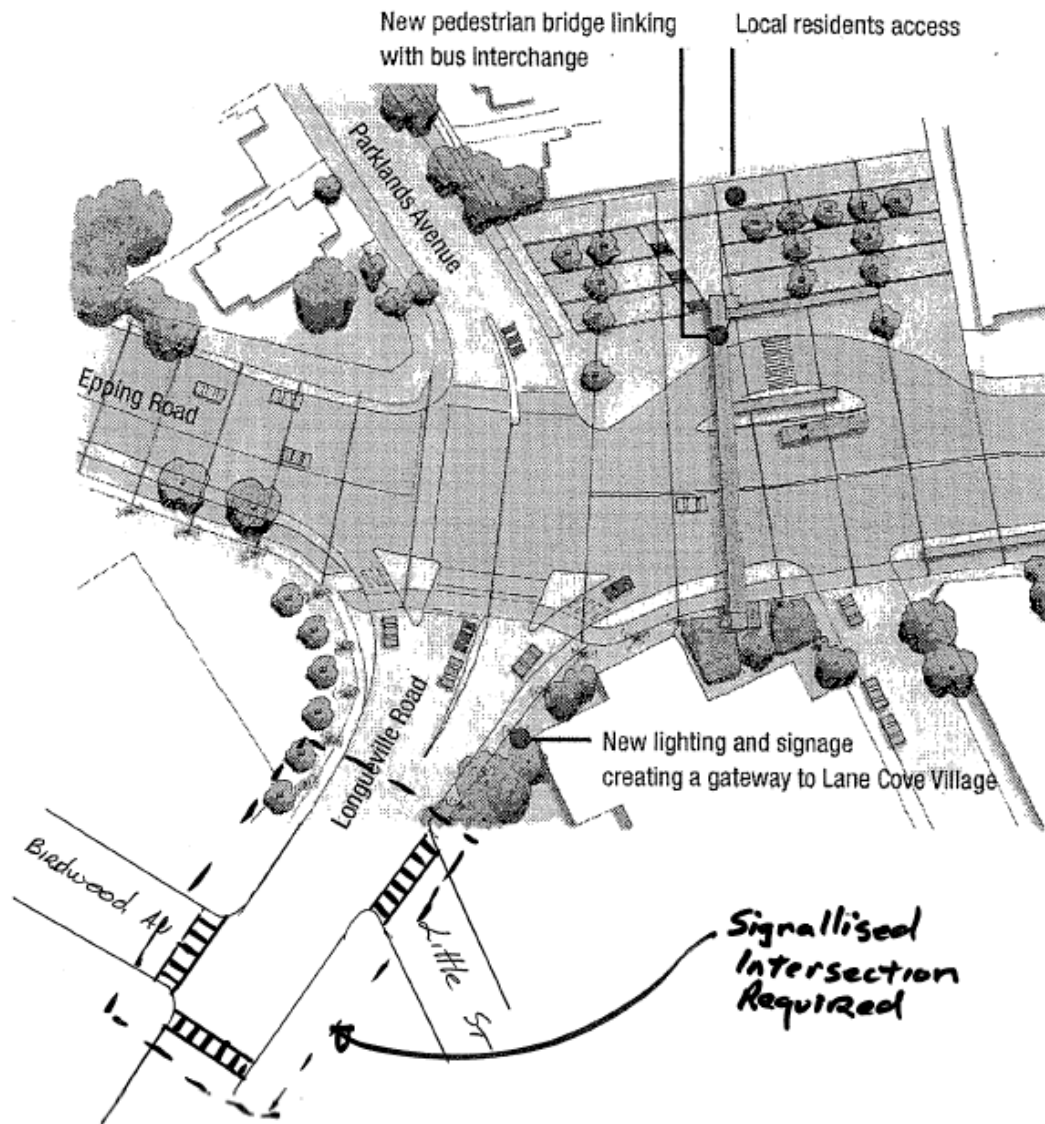 New pedestrian bridge linking
with bus interchange
Local residents access
Parklands Avenue
Epping Road
Longueville Road
New lighting and signage
creating a gateway to Lane Cove Village
Birdwood Av
Little St
Signallised
Intersection
Required